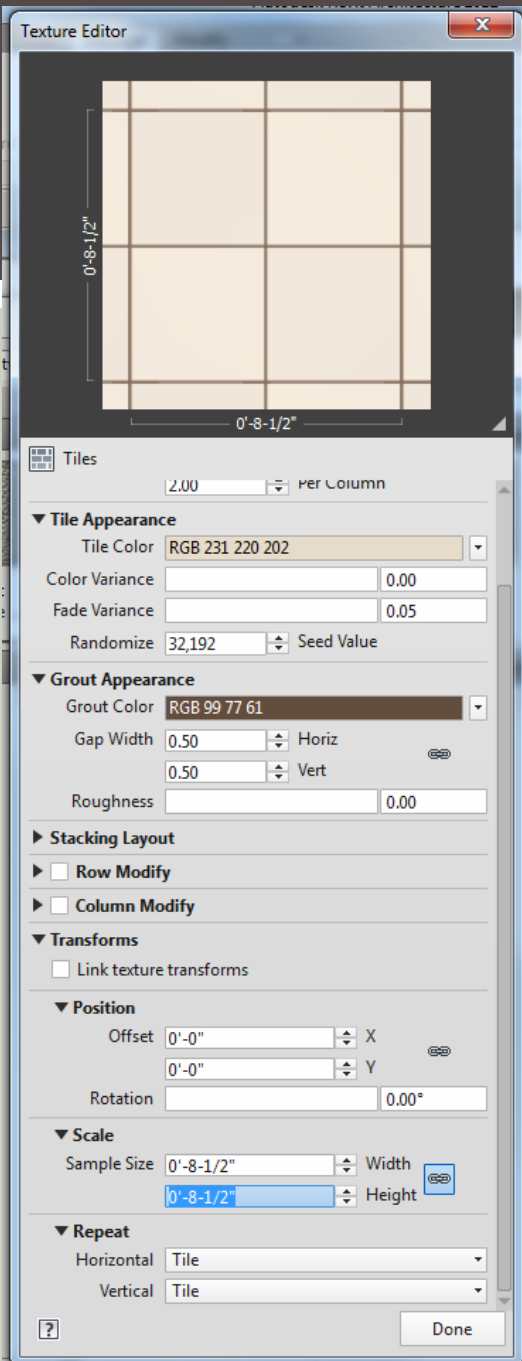 Texture Editor
0'-8-1/2"
0'-8-1/2"
Tiles
2.00 Per Column
Tile Appearance
Tile Color RGB 231 220 202
Color Variance 0.00
Fade Variance 0.05
Randomize 32,192 Seed Value
Grout Appearance
Grout Color RGB 99 77 61
Gap Width 0.50 Horiz
0.50 Vert
Roughness 0.00
Stacking Layout
Row Modify
Column Modify
Transforms
Link texture transforms
Position
Offset 0'-0" X
0'-0" Y
Rotation 0.00°
Scale
Sample Size 0'-8-1/2" Width
0'-8-1/2" Height
Repeat
Horizontal Tile
Vertical Tile
? Done